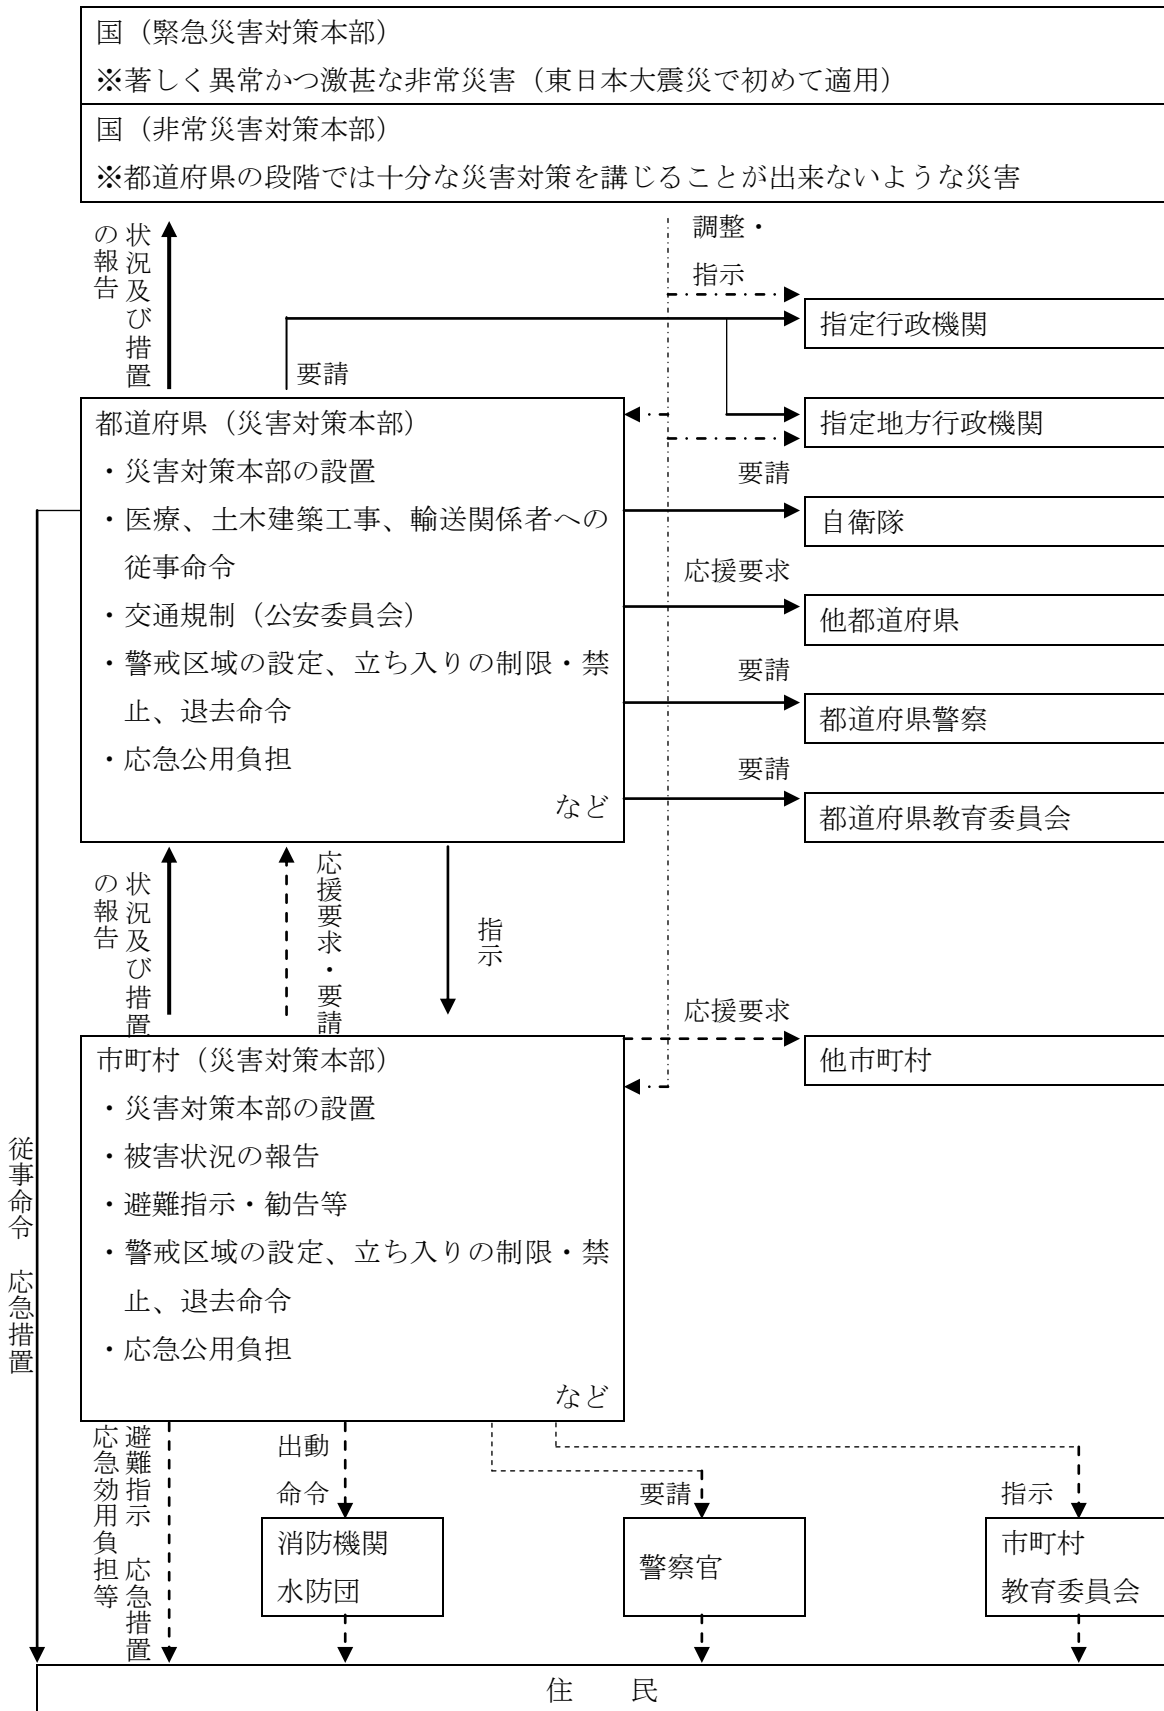 国（緊急災害対策本部）
※著しく異常かつ激甚な非常災害（東日本大震災で初めて適用）
国（非常災害対策本部）
※都道府県の段階では十分な災害対策を講じることが出来ないような災害
状況及び措置
の報告
調整・
指示
指定行政機関
要請
都道府県（災害対策本部）
・災害対策本部の設置
・医療、土木建築工事、輸送関係者への
従事命令
・交通規制（公安委員会）
・警戒区域の設定、立ち入りの制限・禁
止、退去命令
・応急公用負担
など
指定地方行政機関
要請
自衛隊
応援要求
他都道府県
要請
都道府県警察
要請
都道府県教育委員会
状況及び措置
の報告
応援要求・要請
指示
応援要求
他市町村
市町村（災害対策本部）
・災害対策本部の設置
・被害状況の報告
・避難指示・勧告等
・警戒区域の設定、立ち入りの制限・禁
止、退去命令
・応急公用負担
など
従事命令　応急措置
避難指示　応急措置
応急効用負担等
出動
命令
消防機関
水防団
要請
警察官
指示
市町村
教育委員会
住　民